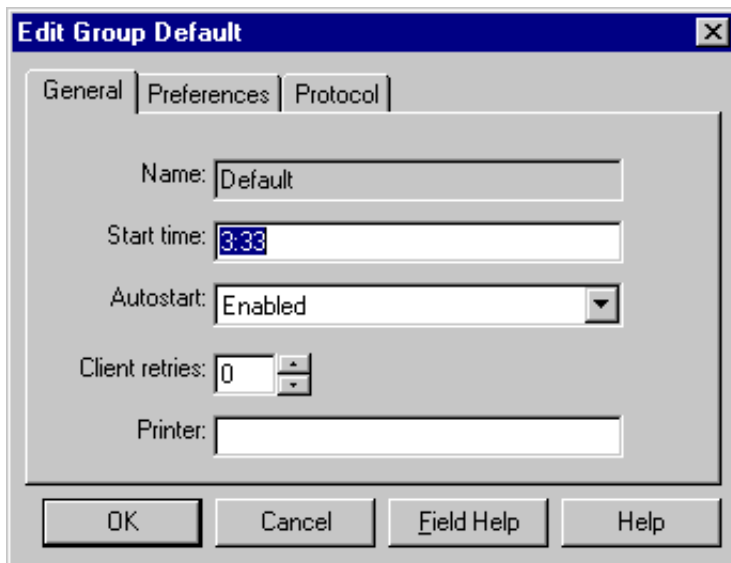 Edit Group Default
General Preferences Protocol
Name: Default
Start time: 3:33
Autostart: Enabled
Client retries: 0
Printer:
OK Cancel Field Help Help